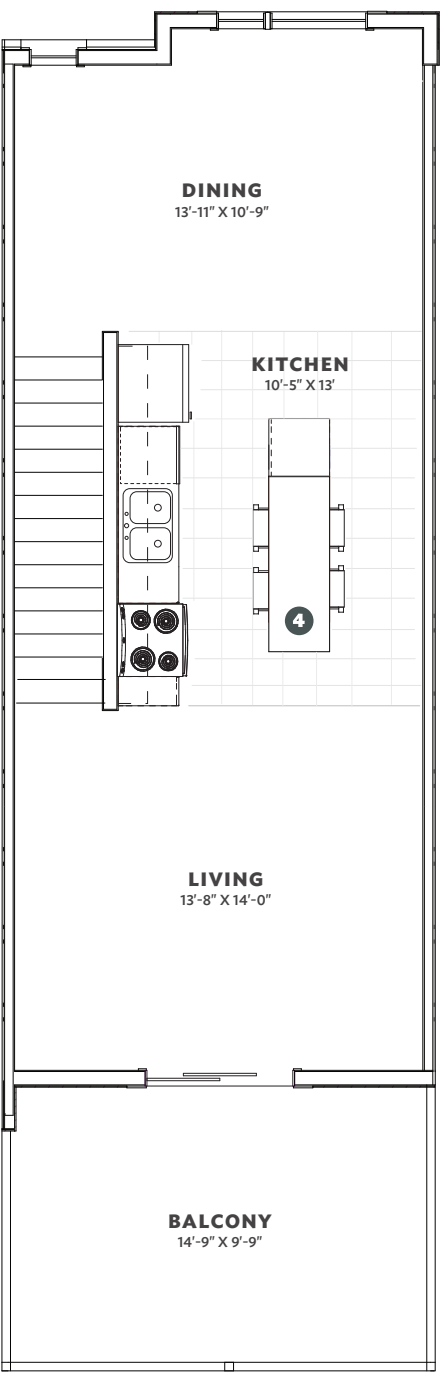 DINING
13'-11" X 10'-9"
KITCHEN
10'-5" X 13'
4
LIVING
13'-8" X 14'-0"
BALCONY
14'-9" X 9'-9"